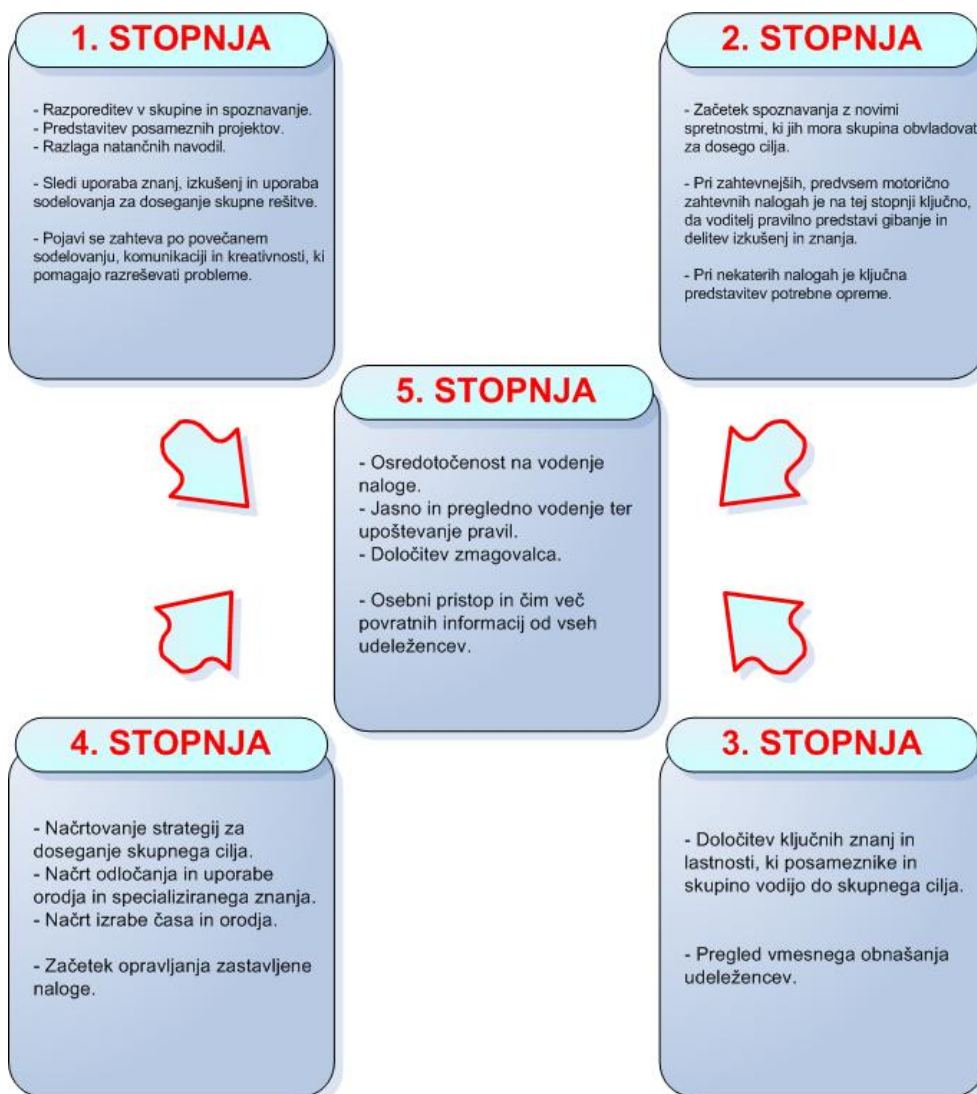 1. STOPNJA
- Razporeditev v skupine in spoznavanje.
- Predstavitev posameznih projektov.
- Razlaga natančnih navodil.
- Sledi uporaba znanj, izkušenj in uporaba
sodelovanja za doseganje skupne rešitve.
- Pojavi se zahteva po povečanem
sodelovanju, komunikaciji in kreativnosti, ki
pomagajo razreševati probleme.
2. STOPNJA
- Začetek spoznavanja z novimi
spretnostmi, ki jih mora skupina obvladovat
za dosego cilja.
- Pri zahtevnejših, predvsem motorično
zahtevnih nalogah je na tej stopnji ključno,
da voditelj pravilno predstavi gibanje in
delitev izkušenj in znanja.
- Pri nekaterih nalogah je ključna
predstavitev potrebne opreme.
5. STOPNJA
- Osredotočenost na vodenje
naloge.
- Jasno in pregledno vodenje ter
upoštevanje pravil.
- Določitev zmagovalca.
- Osebni pristop in čim več
povratnih informacij od vseh
udeležencev.
4. STOPNJA
- Načrtovanje strategij za
doseganje skupnega cilja.
- Načrt odločanja in uporabe
orodja in specializiranega znanja.
- Načrt izrabe časa in orodja.
- Začetek opravljanja zastavljene
naloge.
3. STOPNJA
- Določitev ključnih znanj in
lastnosti, ki posameznike in
skupino vodijo do skupnega cilja.
- Pregled vmesnega obnašanja
udeležencev.